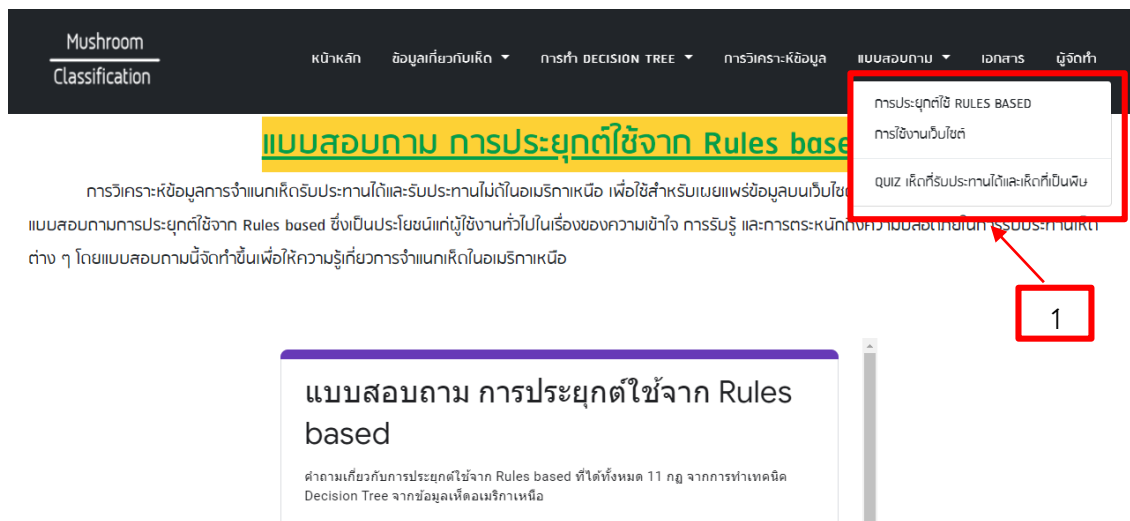 Mushroom
Classification
หน้าหลัก ข้อมูลเกี่ยวกับเห็ด การทำ DECISION TREE การวิเคราะห์ข้อมูล แบบสอบถาม เอกสาร ผู้จัดทำ
การประยุกต์ใช้ RULES BASED
การใช้งานเว็บไซต์
QUIZ เห็ดที่รับประทานได้และเห็ดที่เป็นพิษ
แบบสอบถาม การประยุกต์ใช้จาก Rules base
การวิเคราะห์ข้อมูลการจำแนกเห็ดรับประทานได้และรับประทานไม่ได้ในอเมริกาเหนือ เพื่อใช้สำหรับเผยแพร่ข้อมูลบนเว็บไซ
แบบสอบถามการประยุกต์ใช้จาก Rules based ซึ่งเป็นประโยชน์แก่ผู้ใช้งานทั่วไปในเรื่องของความเข้าใจ การรับรู้ และการตระหนักถึงความปลอดภัยในการรับประทานเห็ด
ต่าง ๆ โดยแบบสอบถามนี้จัดทำขึ้นเพื่อให้ความรู้เกี่ยวการจำแนกเห็ดในอเมริกาเหนือ
1
แบบสอบถาม การประยุกต์ใช้จาก Rules
based
คำถามเกี่ยวกับการประยุกต์ใช้จาก Rules based ที่ได้ทั้งหมด 11 กฎ จากการทำเทคนิค
Decision Tree จากข้อมูลเห็ดอเมริกาเหนือ